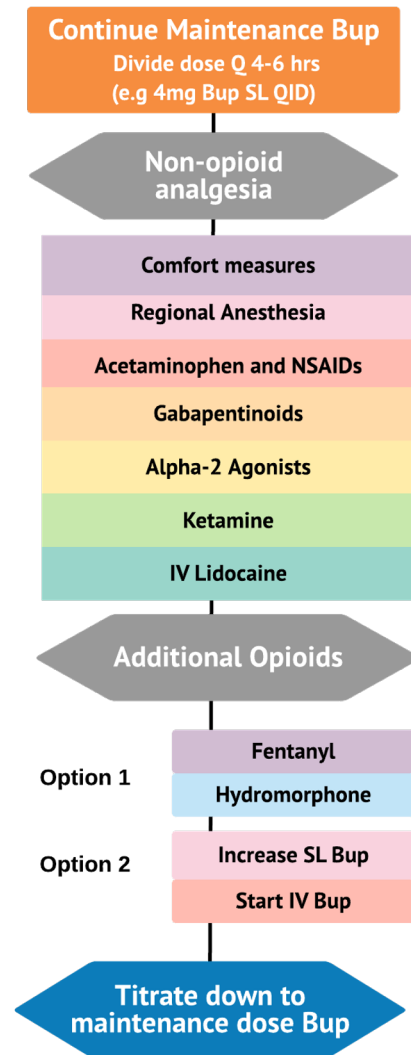 Continue Maintenance Bup
Divide dose Q 4-6 hrs
(e.g 4mg Bup SL QID)
Non-opioid
analgesia
Comfort measures
Regional Anesthesia
Acetaminophen and NSAIDs
Gabapentinoids
Alpha-2 Agonists
Ketamine
IV Lidocaine
Additional Opioids
Option 1
Fentanyl
Hydromorphone
Option 2
Increase SL Bup
Start IV Bup
Titrate down to
maintenance dose Bup